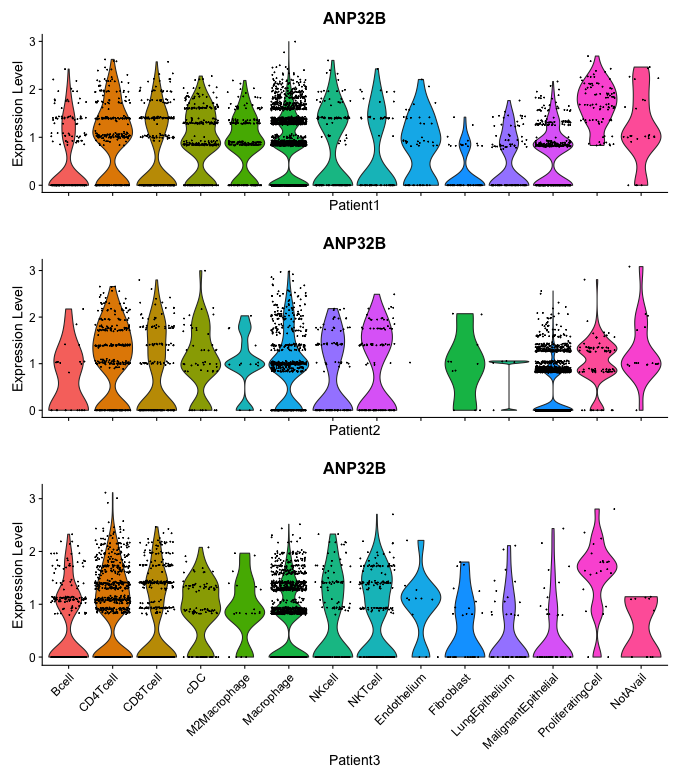 ANP32B
Expression Level
3
2
1
0
Patient1
ANP32B
Expression Level
3
2
1
0
Patient2
ANP32B
Expression Level
3
2
1
0
Bcell
CD4Tcell
CD8Tcell
cDC
M2Macrophage
Macrophage
NKcell
NKTcell
Endothelium
Fibroblast
LungEpithelium
MalignantEpithelial
ProliferatingCell
NotAvail
Patient3